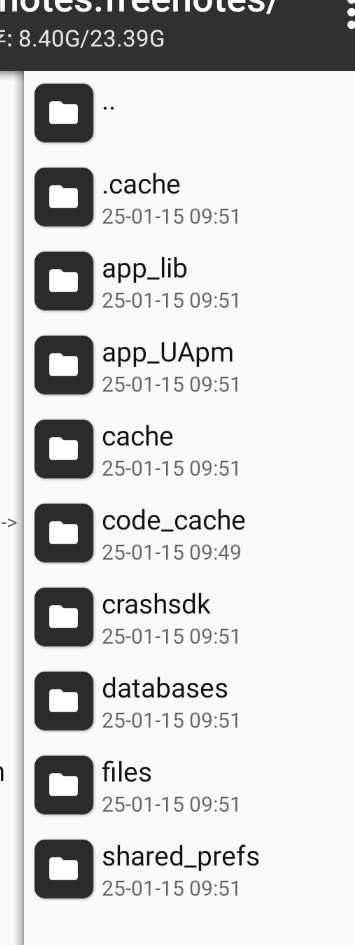 notes.freenotes/
: 8.40G/23.39G
..
.cache
25-01-15 09:51
app_lib
25-01-15 09:51
app_UApm
25-01-15 09:51
cache
25-01-15 09:51
->
code_cache
25-01-15 09:49
crashsdk
25-01-15 09:51
databases
25-01-15 09:51
files
25-01-15 09:51
shared_prefs
25-01-15 09:51